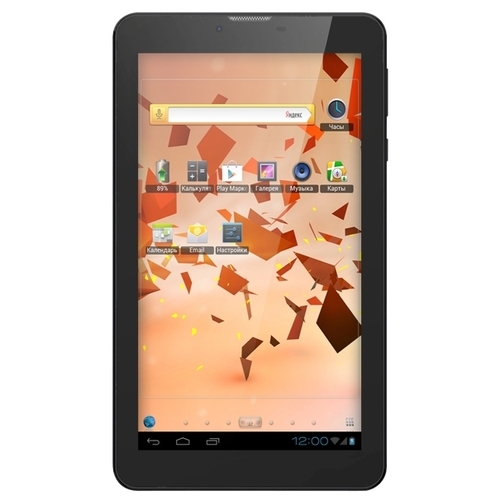 Яндекс
Часы
89%
Калькуля
Play Марк
Галерея
Музыка
Карты
Календарь
Email
Настройки
12:00